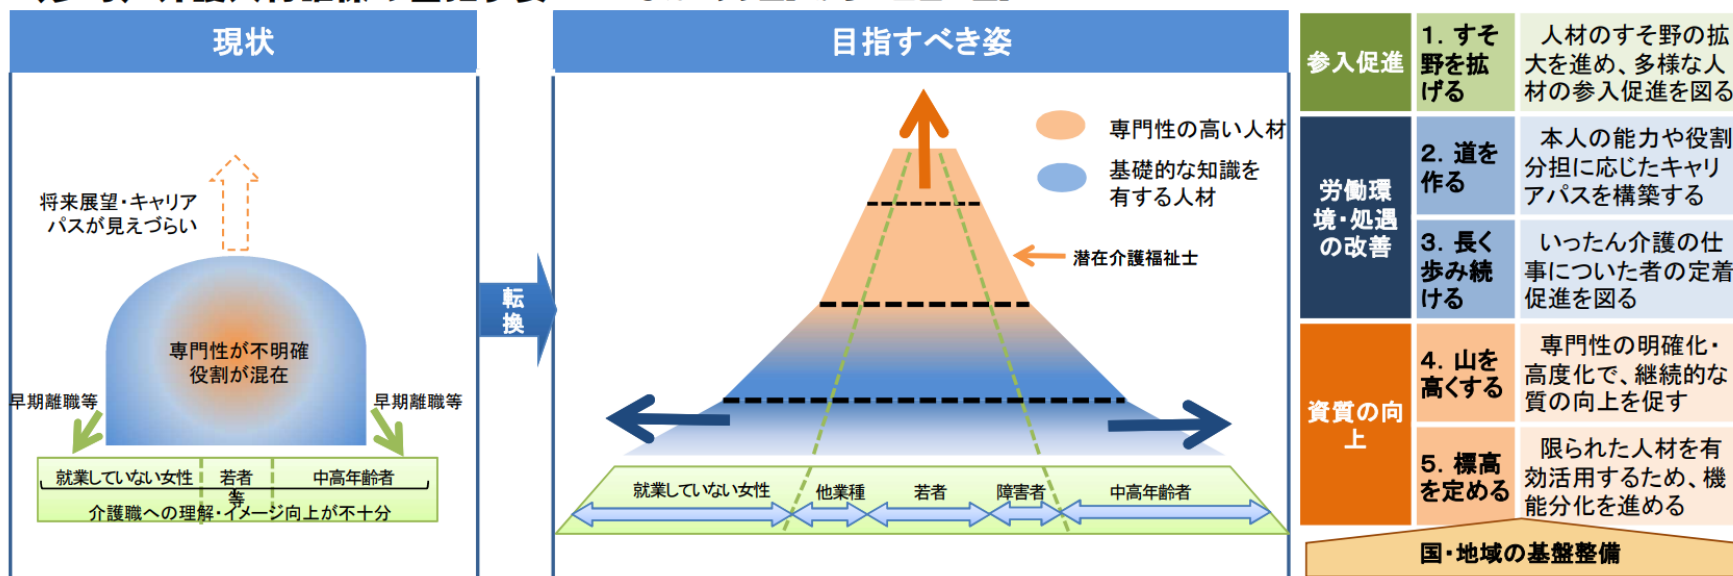 現状
将来展望・キャリア
パスが見えづらい
専門性が不明確
役割が混在
早期離職等
早期離職等
就業していない女性
若者
等
中高年齢者
介護職への理解・イメージ向上が不十分
転
換
目指すべき姿
専門性の高い人材
基礎的な知識を
有する人材
潜在介護福祉士
就業していない女性
他業種
若者
障害者
中高年齢者
参入促進
1．すそ
野を拡
げる
人材のすそ野の拡
大を進め、多様な人
材の参入促進を図る
労働環
境・処遇
の改善
2．道を
作る
本人の能力や役割
分担に応じたキャリ
アパスを構築する
3．長く
歩み続
ける
いったん介護の仕
事についた者の定着
促進を図る
資質の向
上
4．山を
高くする
専門性の明確化・
高度化で、継続的な
質の向上を促す
5．標高
を定める
限られた人材を有
効活用するため、機
能分化を進める
国・地域の基盤整備